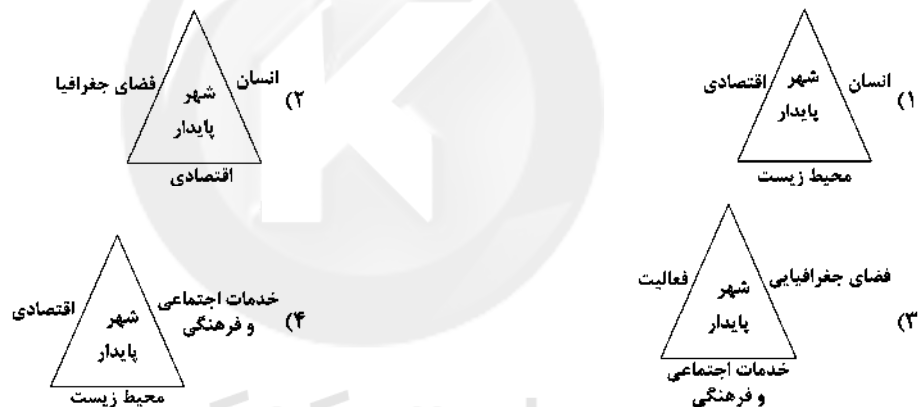 ۱)
انسان
اقتصادی
شهر
پایدار
محیط زیست
۲)
انسان
فضای جغرافیا
شهر
پایدار
اقتصادی
۳)
فضای جغرافیایی
فعالیت
شهر
پایدار
خدمات اجتماعی
و فرهنگی
۴)
خدمات اجتماعی
و فرهنگی
اقتصادی
شهر
پایدار
محیط زیست